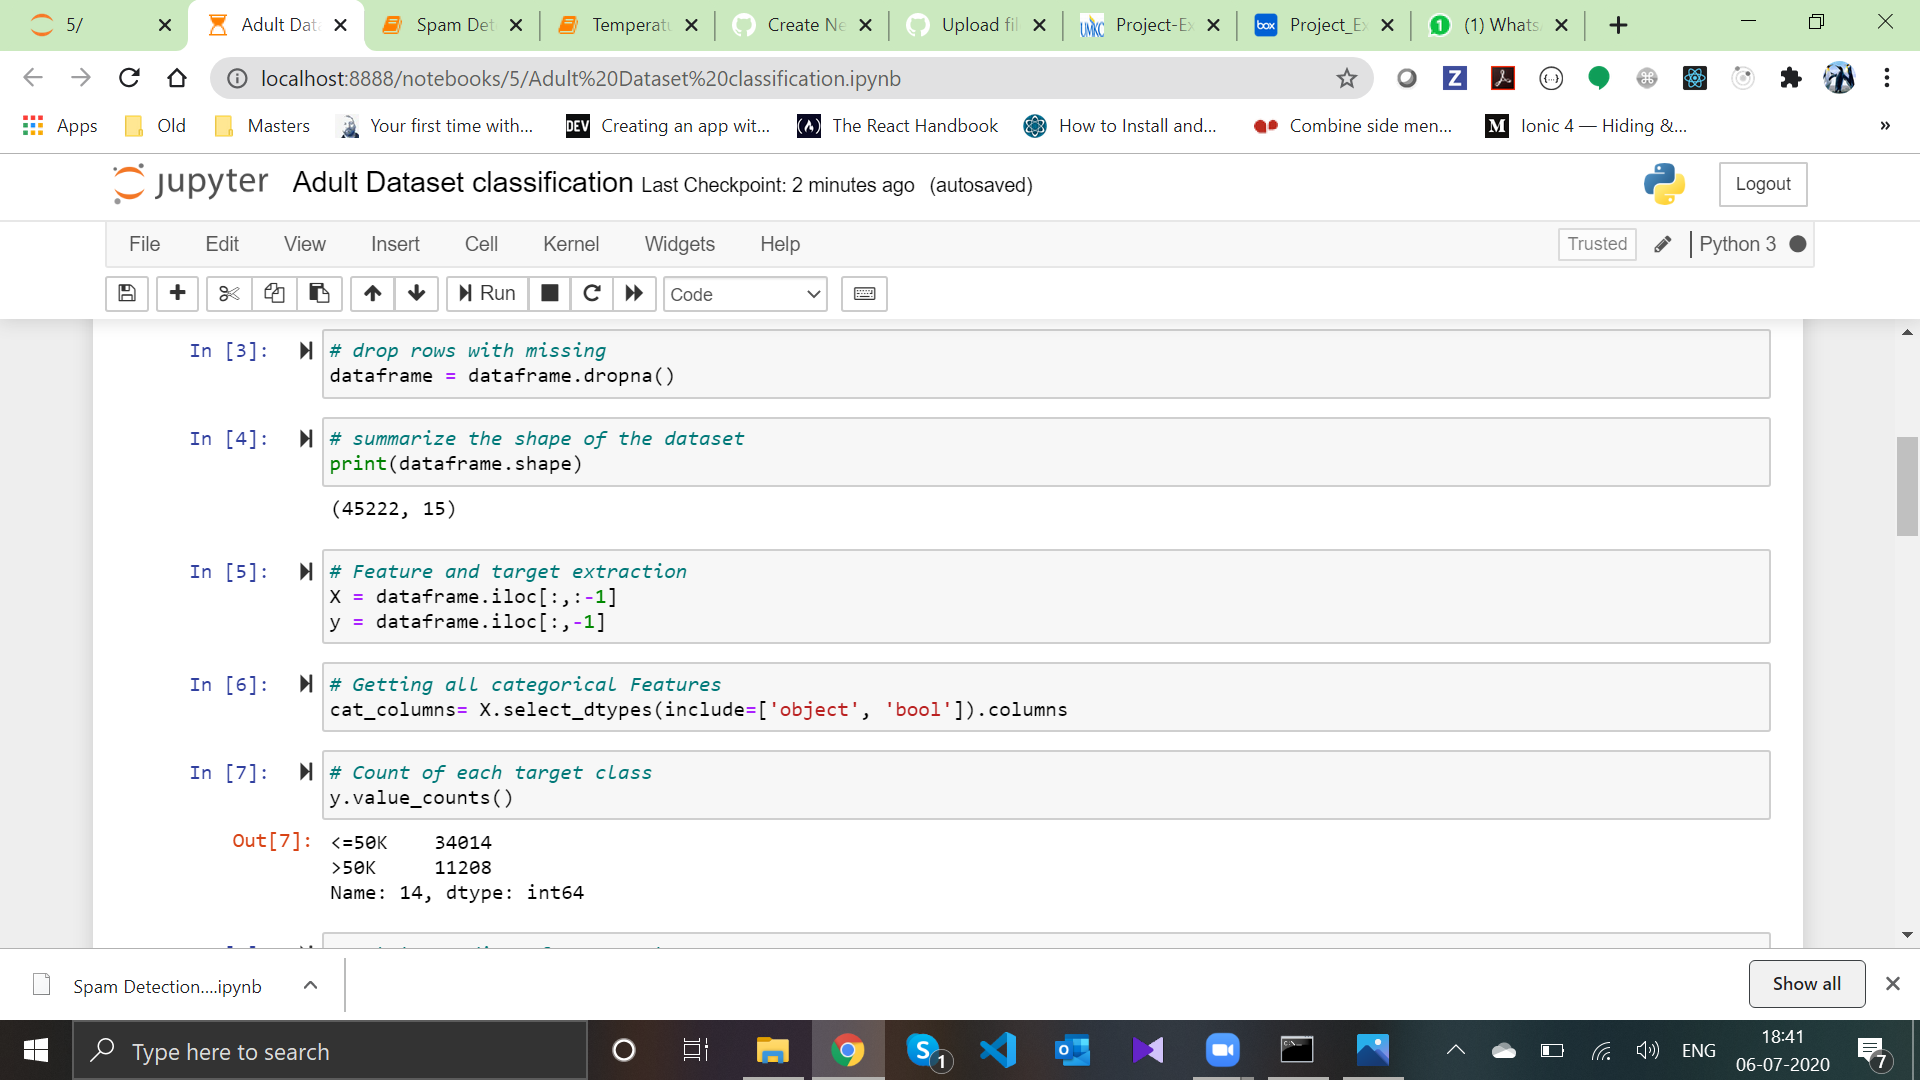 5/
Adult Data
Spam Det
Temperatu
Create Ne
Upload fil
Project-Ex
Project_Ex
(1) Whats
localhost:8888/notebooks/5/Adult%20Dataset%20classification.ipynb
Apps
Old
Masters
Your first time with...
DEV
Creating an app wit...
The React Handbook
How to Install and...
Combine side men...
Ionic 4 — Hiding &...
»
jupyter Adult Dataset classification Last Checkpoint: 2 minutes ago (autosaved)
Logout
File Edit View Insert Cell Kernel Widgets Help
Trusted
Python 3
Run
Code
In [3]:
# drop rows with missing
dataframe = dataframe.dropna()
In [4]:
# summarize the shape of the dataset
print(dataframe.shape)
(45222, 15)
In [5]:
# Feature and target extraction
X = dataframe.iloc[:,:-1]
y = dataframe.iloc[:,-1]
In [6]:
# Getting all categorical Features
cat_columns= X.select_dtypes(include=['object', 'bool']).columns
In [7]:
# Count of each target class
y.value_counts()
Out[7]:
<=50K 34014
>50K 11208
Name: 14, dtype: int64
Spam Detection....ipynb
Show all
Type here to search
1
ENG
18:41
06-07-2020
7